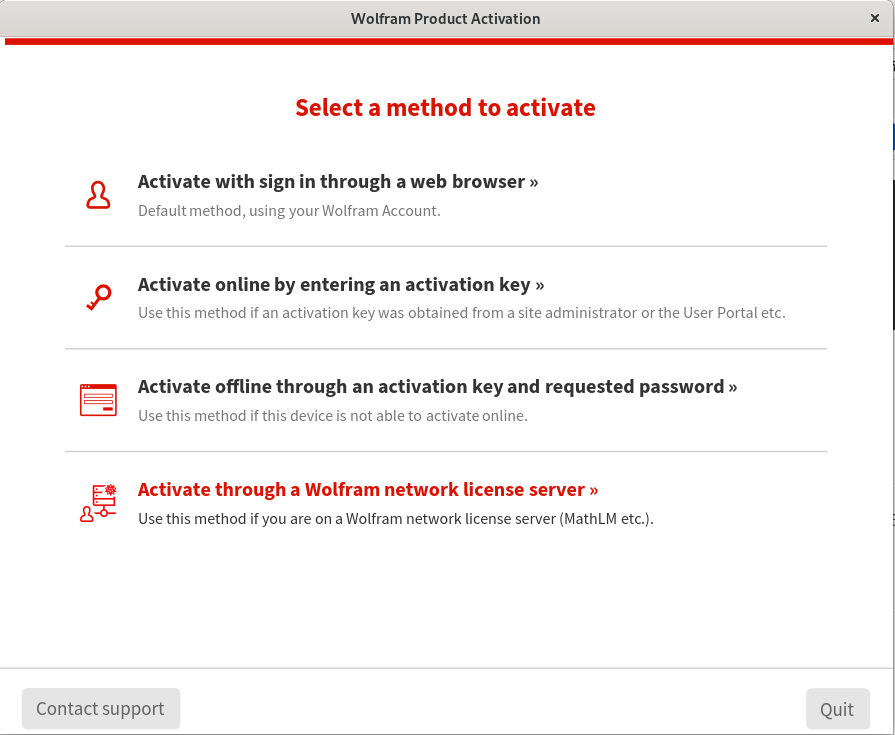 Wolfram Product Activation
Select a method to activate
Activate with sign in through a web browser »
Default method, using your Wolfram Account.
Activate online by entering an activation key »
Use this method if an activation key was obtained from a site administrator or the User Portal etc.
Activate offline through an activation key and requested password »
Use this method if this device is not able to activate online.
Activate through a Wolfram network license server »
Use this method if you are on a Wolfram network license server (MathLM etc.).
Contact support
Quit